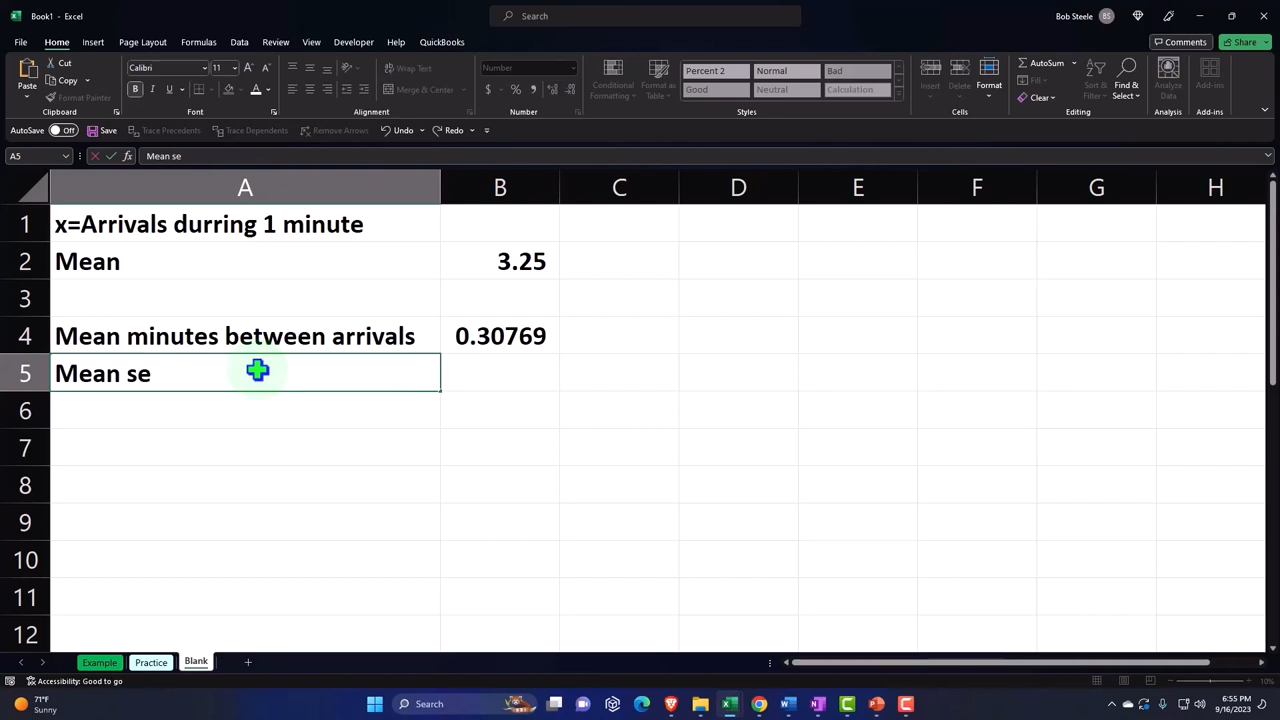 Book1 - Excel
Search
Bob Steele BS
File Home Insert Page Layout Formulas Data Review View Developer Help QuickBooks
Comments Share
Paste
Cut
Copy
Format Painter
Clipboard
Calibri 11
B I U
Font
Wrap Text
Merge & Center
Alignment
Number
$ %
Number
Conditional Formatting
Format as Table
Percent 2 Normal Bad
Good Neutral Calculation
Styles
Insert Delete Format
Cells
AutoSum
Fill
Clear
Sort & Filter
Find & Select
Editing
Analyze Data
Analysis
Add-ins
Add-ins
AutoSave Off Save Trace Precedents Trace Dependents Remove Arrows Undo Redo
A5 fx Mean se
A B C D E F G H
1 x=Arrivals durring 1 minute
2 Mean 3.25
3
4 Mean minutes between arrivals 0.30769
5 Mean se
6
7
8
9
10
11
12
Example Practice Blank
Accessibility: Good to go
10%
71°F
Sunny
Search
6:55 PM
9/16/2023